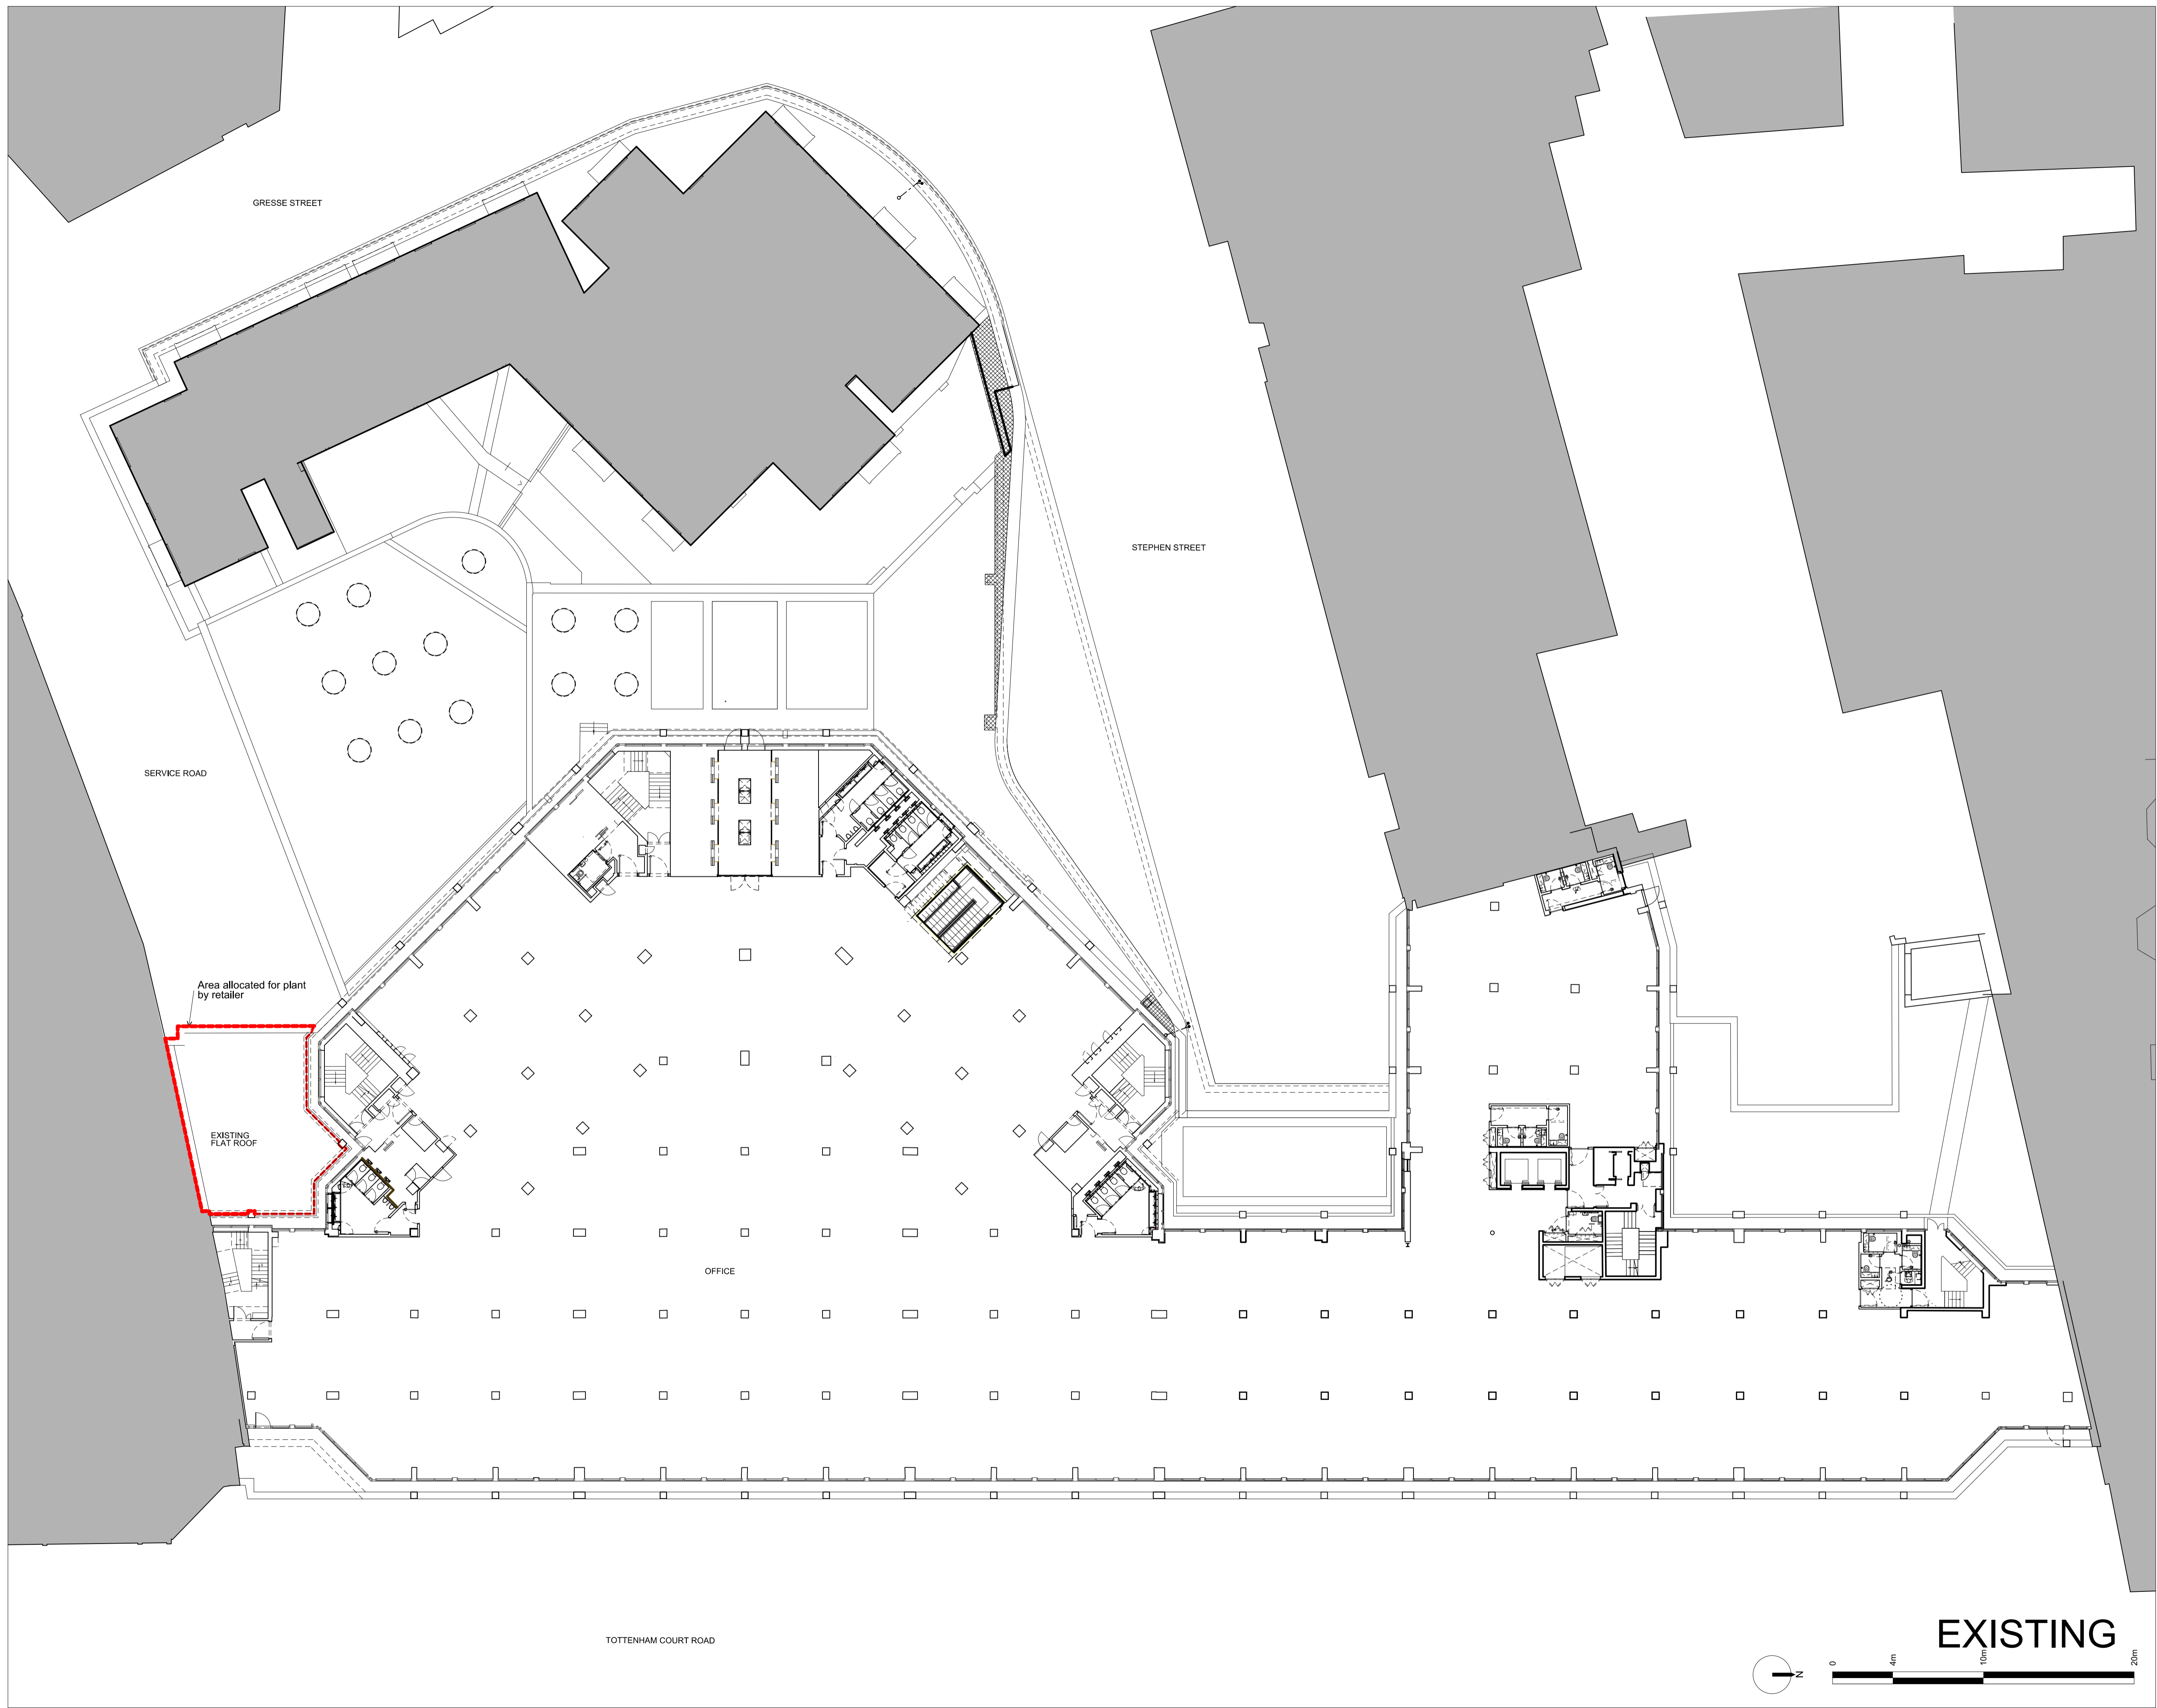 GRESSE STREET
STEPHEN STREET
SERVICE ROAD
Area allocated for plant
by retailer
EXISTING
FLAT ROOF
OFFICE
TOTTENHAM COURT ROAD
EXISTING
N
0
4m
10m
20m